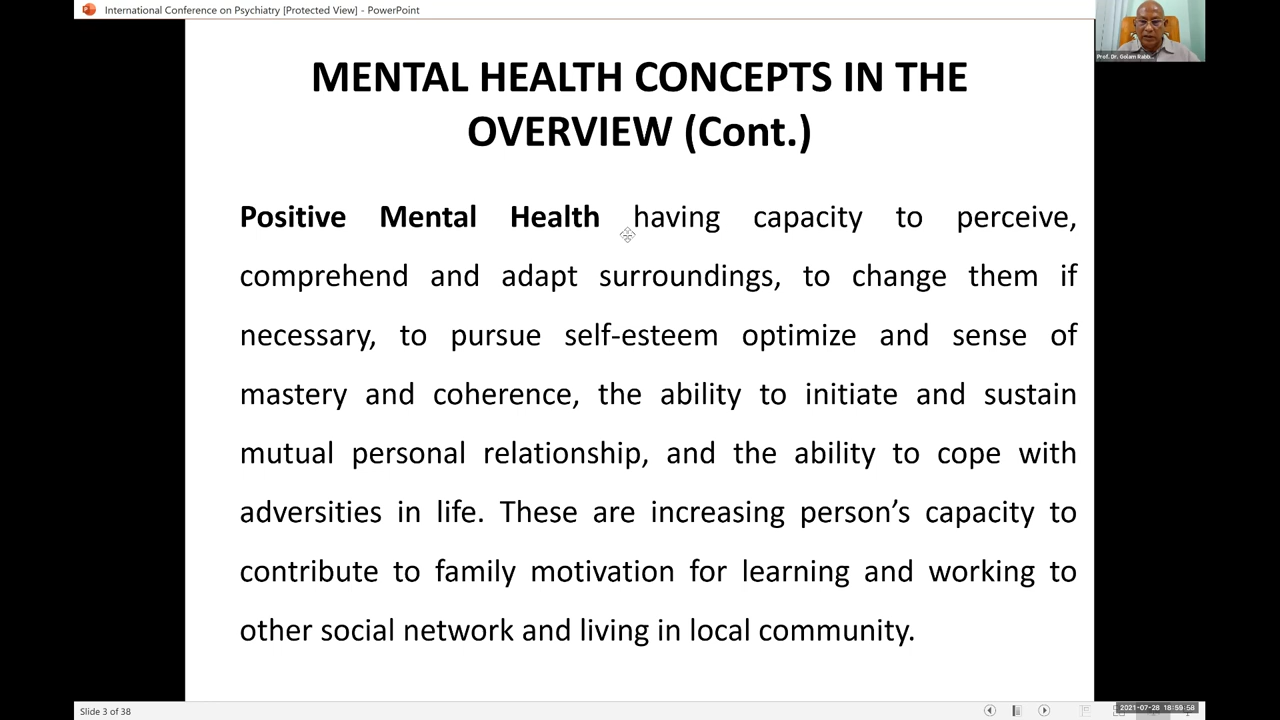 International Conference on Psychiatry [Protected View] - PowerPoint
Prof. Dr. Golam Rabb...
MENTAL HEALTH CONCEPTS IN THE
OVERVIEW (Cont.)
Positive Mental Health having capacity to perceive,
comprehend and adapt surroundings, to change them if
necessary, to pursue self-esteem optimize and sense of
mastery and coherence, the ability to initiate and sustain
mutual personal relationship, and the ability to cope with
adversities in life. These are increasing person’s capacity to
contribute to family motivation for learning and working to
other social network and living in local community.
Slide 3 of 38
2021-07-28 18:59:58